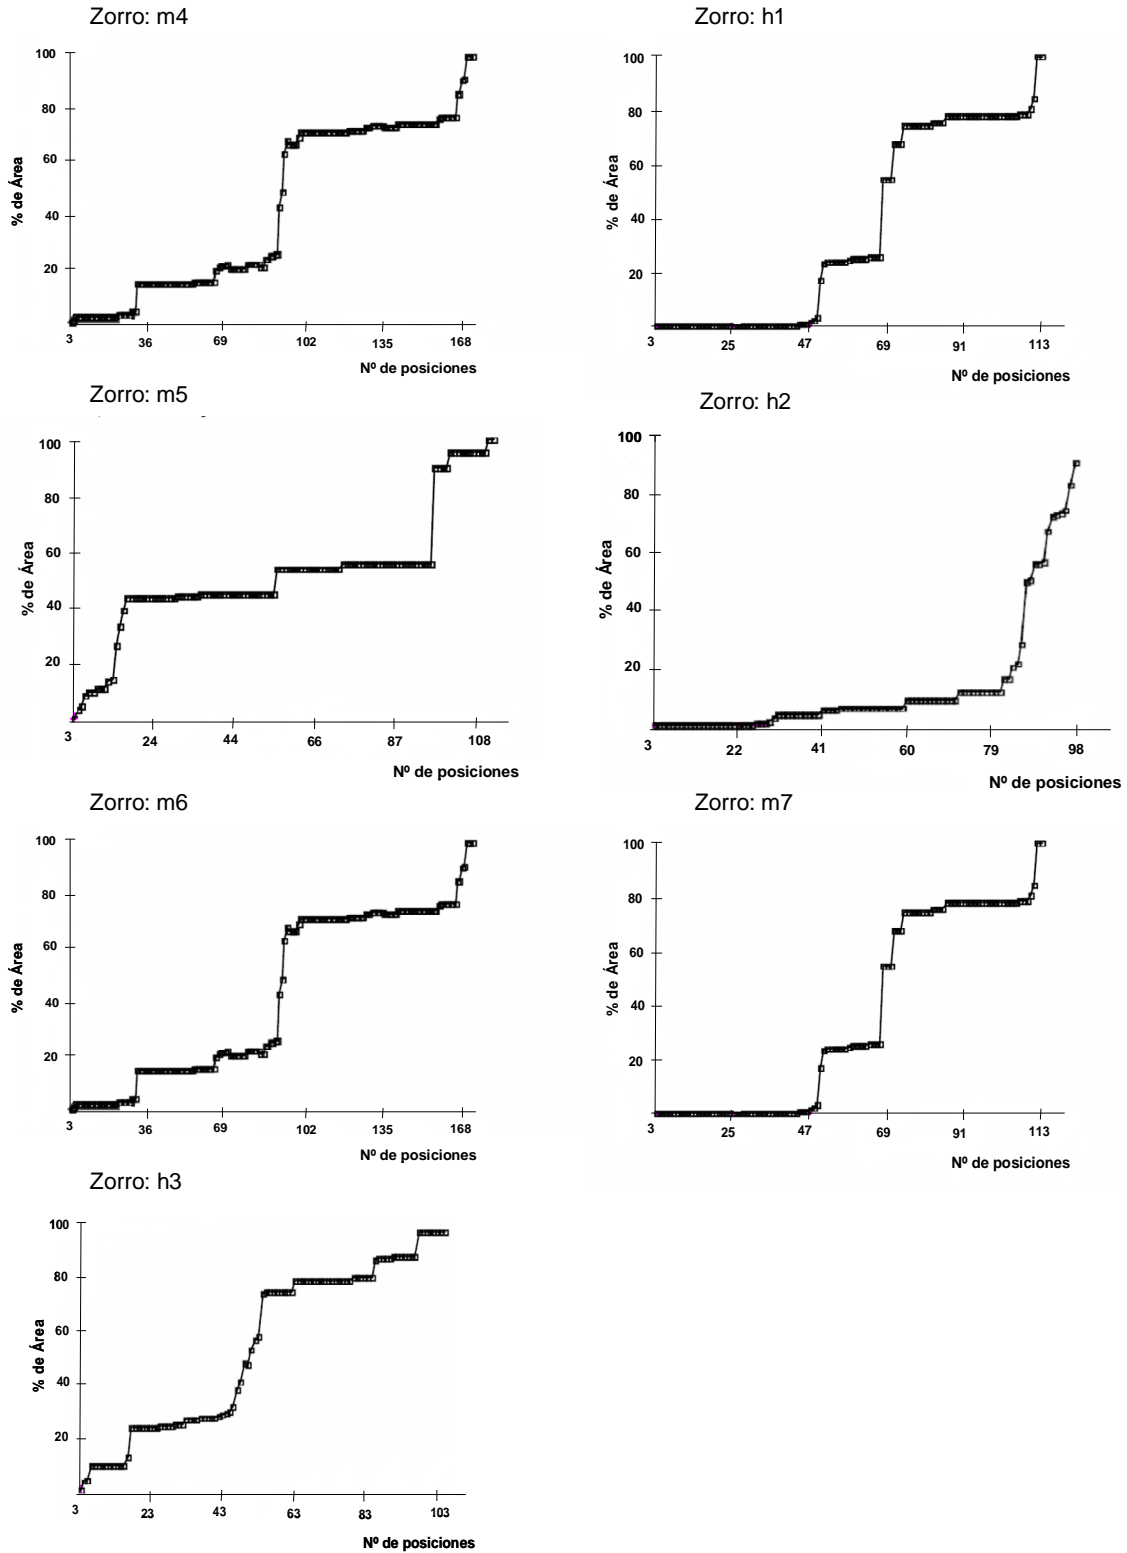 Zorro: m4
100
80
60
40
20
% de Área
3 36 69 102 135 168
Nº de posiciones
Zorro: h1
100
80
60
40
20
% de Área
3 25 47 69 91 113
Nº de posiciones
Zorro: m5
100
80
60
40
20
% de Área
3 24 44 66 87 108
Nº de posiciones
Zorro: h2
100
80
60
40
20
% de Área
3 22 41 60 79 98
Nº de posiciones
Zorro: m6
100
80
60
40
20
% de Área
3 36 69 102 135 168
Nº de posiciones
Zorro: m7
100
80
60
40
20
% de Área
3 25 47 69 91 113
Nº de posiciones
Zorro: h3
100
80
60
40
20
% de Área
3 23 43 63 83 103
Nº de posiciones